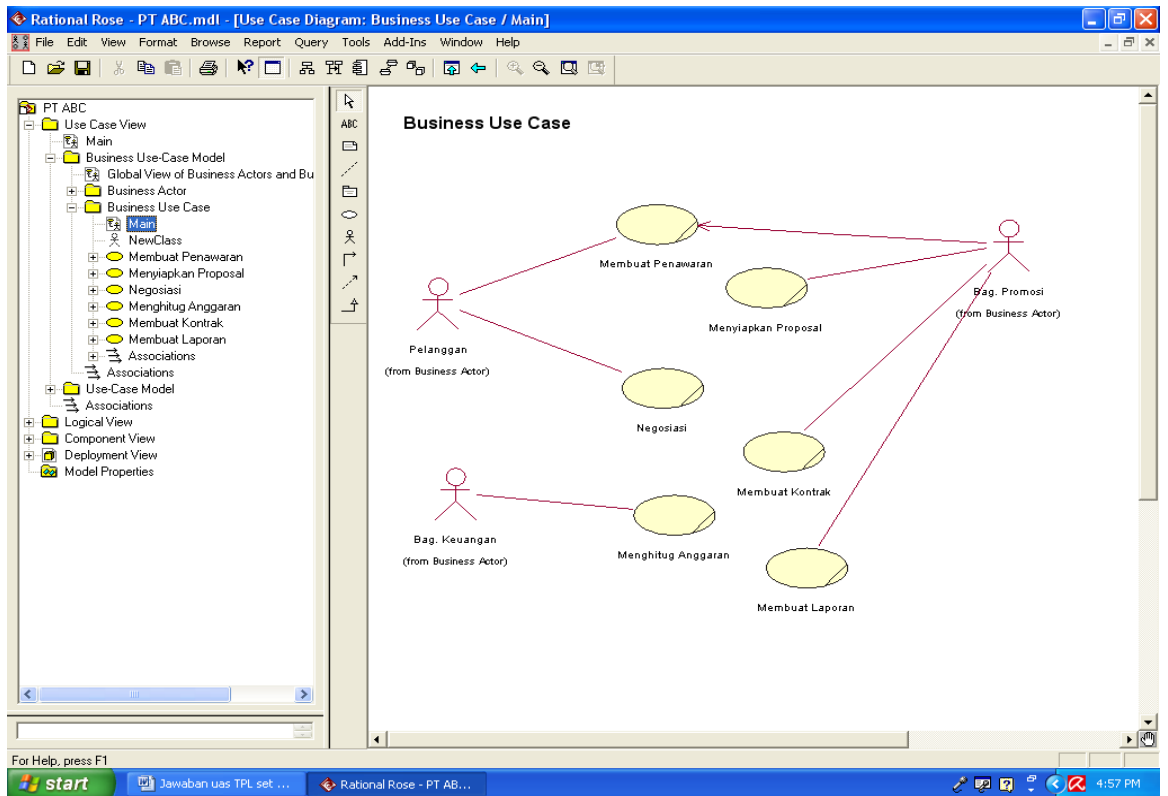 Rational Rose - PT ABC.mdl - [Use Case Diagram: Business Use Case / Main]
File Edit View Format Browse Report Query Tools Add-Ins Window Help
PT ABC
Use Case View
Main
Business Use-Case Model
Global View of Business Actors and Bu
Business Actor
Business Use Case
Main
NewClass
Membuat Penawaran
Menyiapkan Proposal
Negosiasi
Menghitug Anggaran
Membuat Kontrak
Membuat Laporan
Associations
Associations
Use-Case Model
Associations
Logical View
Component View
Deployment View
Model Properties
ABC
Business Use Case
Membuat Penawaran
Bag. Promosi
(from Business Actor)
Menyiapkan Proposal
Pelanggan
(from Business Actor)
Negosiasi
Membuat Kontrak
Bag. Keuangan
(from Business Actor)
Menghitug Anggaran
Membuat Laporan
For Help, press F1
start
Jawaban uas TPL set ...
Rational Rose - PT AB...
4:57 PM